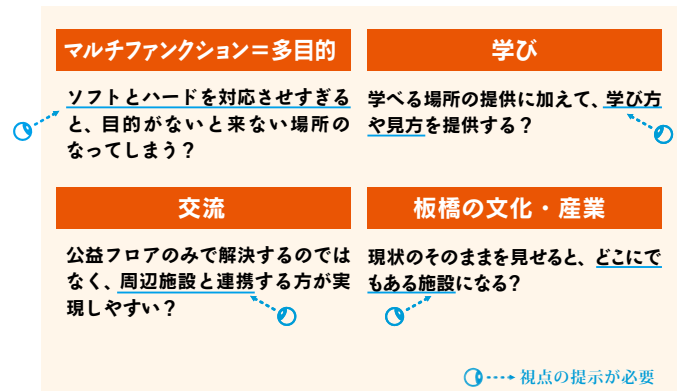 マルチファンクション＝多目的
ソフトとハードを対応させすぎる
と、目的がないと来ない場所の
なってしまう？
学び
学べる場所の提供に加えて、学び方
や見方を提供する？
交流
公益フロアのみで解決するのでは
なく、周辺施設と連携する方が実
現しやすい？
板橋の文化・産業
現状のそのままを見せると、どこにで
もある施設になる?
視点の提示が必要